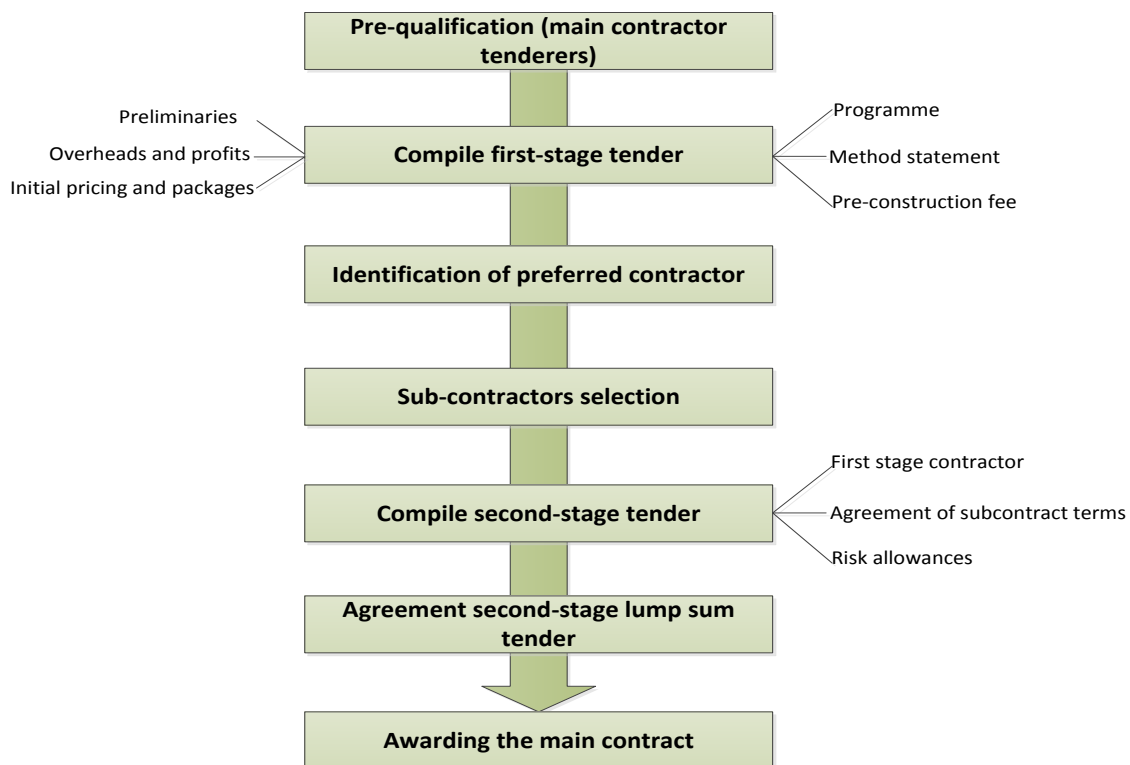 Pre-qualification (main contractor
tenderers)
Preliminaries
Overheads and profits
Initial pricing and packages
Compile first-stage tender
Programme
Method statement
Pre-construction fee
Identification of preferred contractor
Sub-contractors selection
Compile second-stage tender
First stage contractor
Agreement of subcontract terms
Risk allowances
Agreement second-stage lump sum
tender
Awarding the main contract